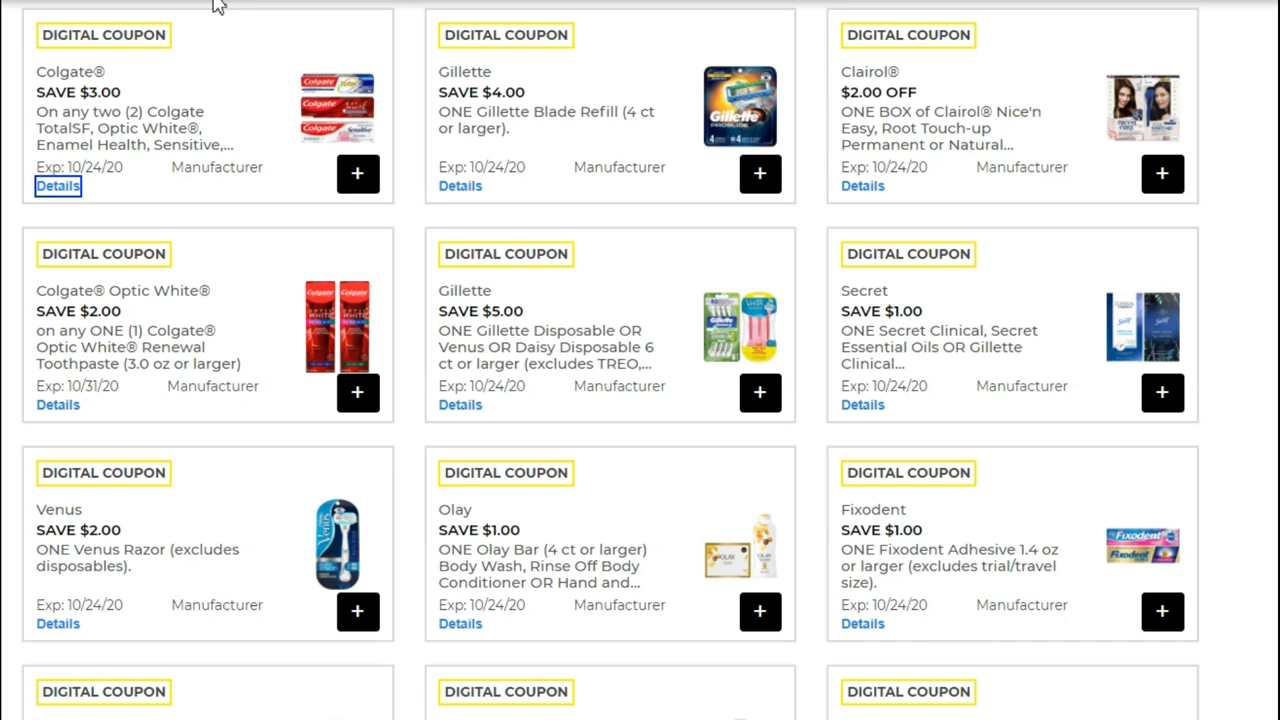 DIGITAL COUPON
Colgate®
SAVE $3.00
On any two (2) Colgate
TotalSF, Optic White®,
Enamel Health, Sensitive,...
Exp: 10/24/20 Manufacturer
Details
+
DIGITAL COUPON
Gillette
SAVE $4.00
ONE Gillette Blade Refill (4 ct
or larger).
Exp: 10/24/20 Manufacturer
Details
+
DIGITAL COUPON
Clairol®
$2.00 OFF
ONE BOX of Clairol® Nice'n
Easy, Root Touch-up
Permanent or Natural...
Exp: 10/24/20 Manufacturer
Details
+
DIGITAL COUPON
Colgate® Optic White®
SAVE $2.00
on any ONE (1) Colgate®
Optic White® Renewal
Toothpaste (3.0 oz or larger)
Exp: 10/31/20 Manufacturer
Details
+
DIGITAL COUPON
Gillette
SAVE $5.00
ONE Gillette Disposable OR
Venus OR Daisy Disposable 6
ct or larger (excludes TREO,...
Exp: 10/24/20 Manufacturer
Details
+
DIGITAL COUPON
Secret
SAVE $1.00
ONE Secret Clinical, Secret
Essential Oils OR Gillette
Clinical...
Exp: 10/24/20 Manufacturer
Details
+
DIGITAL COUPON
Venus
SAVE $2.00
ONE Venus Razor (excludes
disposables).
Exp: 10/24/20 Manufacturer
Details
+
DIGITAL COUPON
Olay
SAVE $1.00
ONE Olay Bar (4 ct or larger)
Body Wash, Rinse Off Body
Conditioner OR Hand and...
Exp: 10/24/20 Manufacturer
Details
+
DIGITAL COUPON
Fixodent
SAVE $1.00
ONE Fixodent Adhesive 1.4 oz
or larger (excludes trial/travel
size).
Exp: 10/24/20 Manufacturer
Details
+
DIGITAL COUPON
DIGITAL COUPON
DIGITAL COUPON